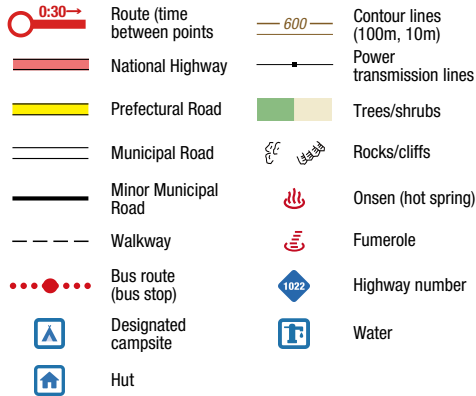 0:30→
Route (time
between points
National Highway
Prefectural Road
Municipal Road
Minor Municipal
Road
Walkway
Bus route
(bus stop)
Designated
campsite
Hut
600
Contour lines
(100m, 10m)
Power
transmission lines
Trees/shrubs
Rocks/cliffs
Onsen (hot spring)
Fumerole
1022
Highway number
Water